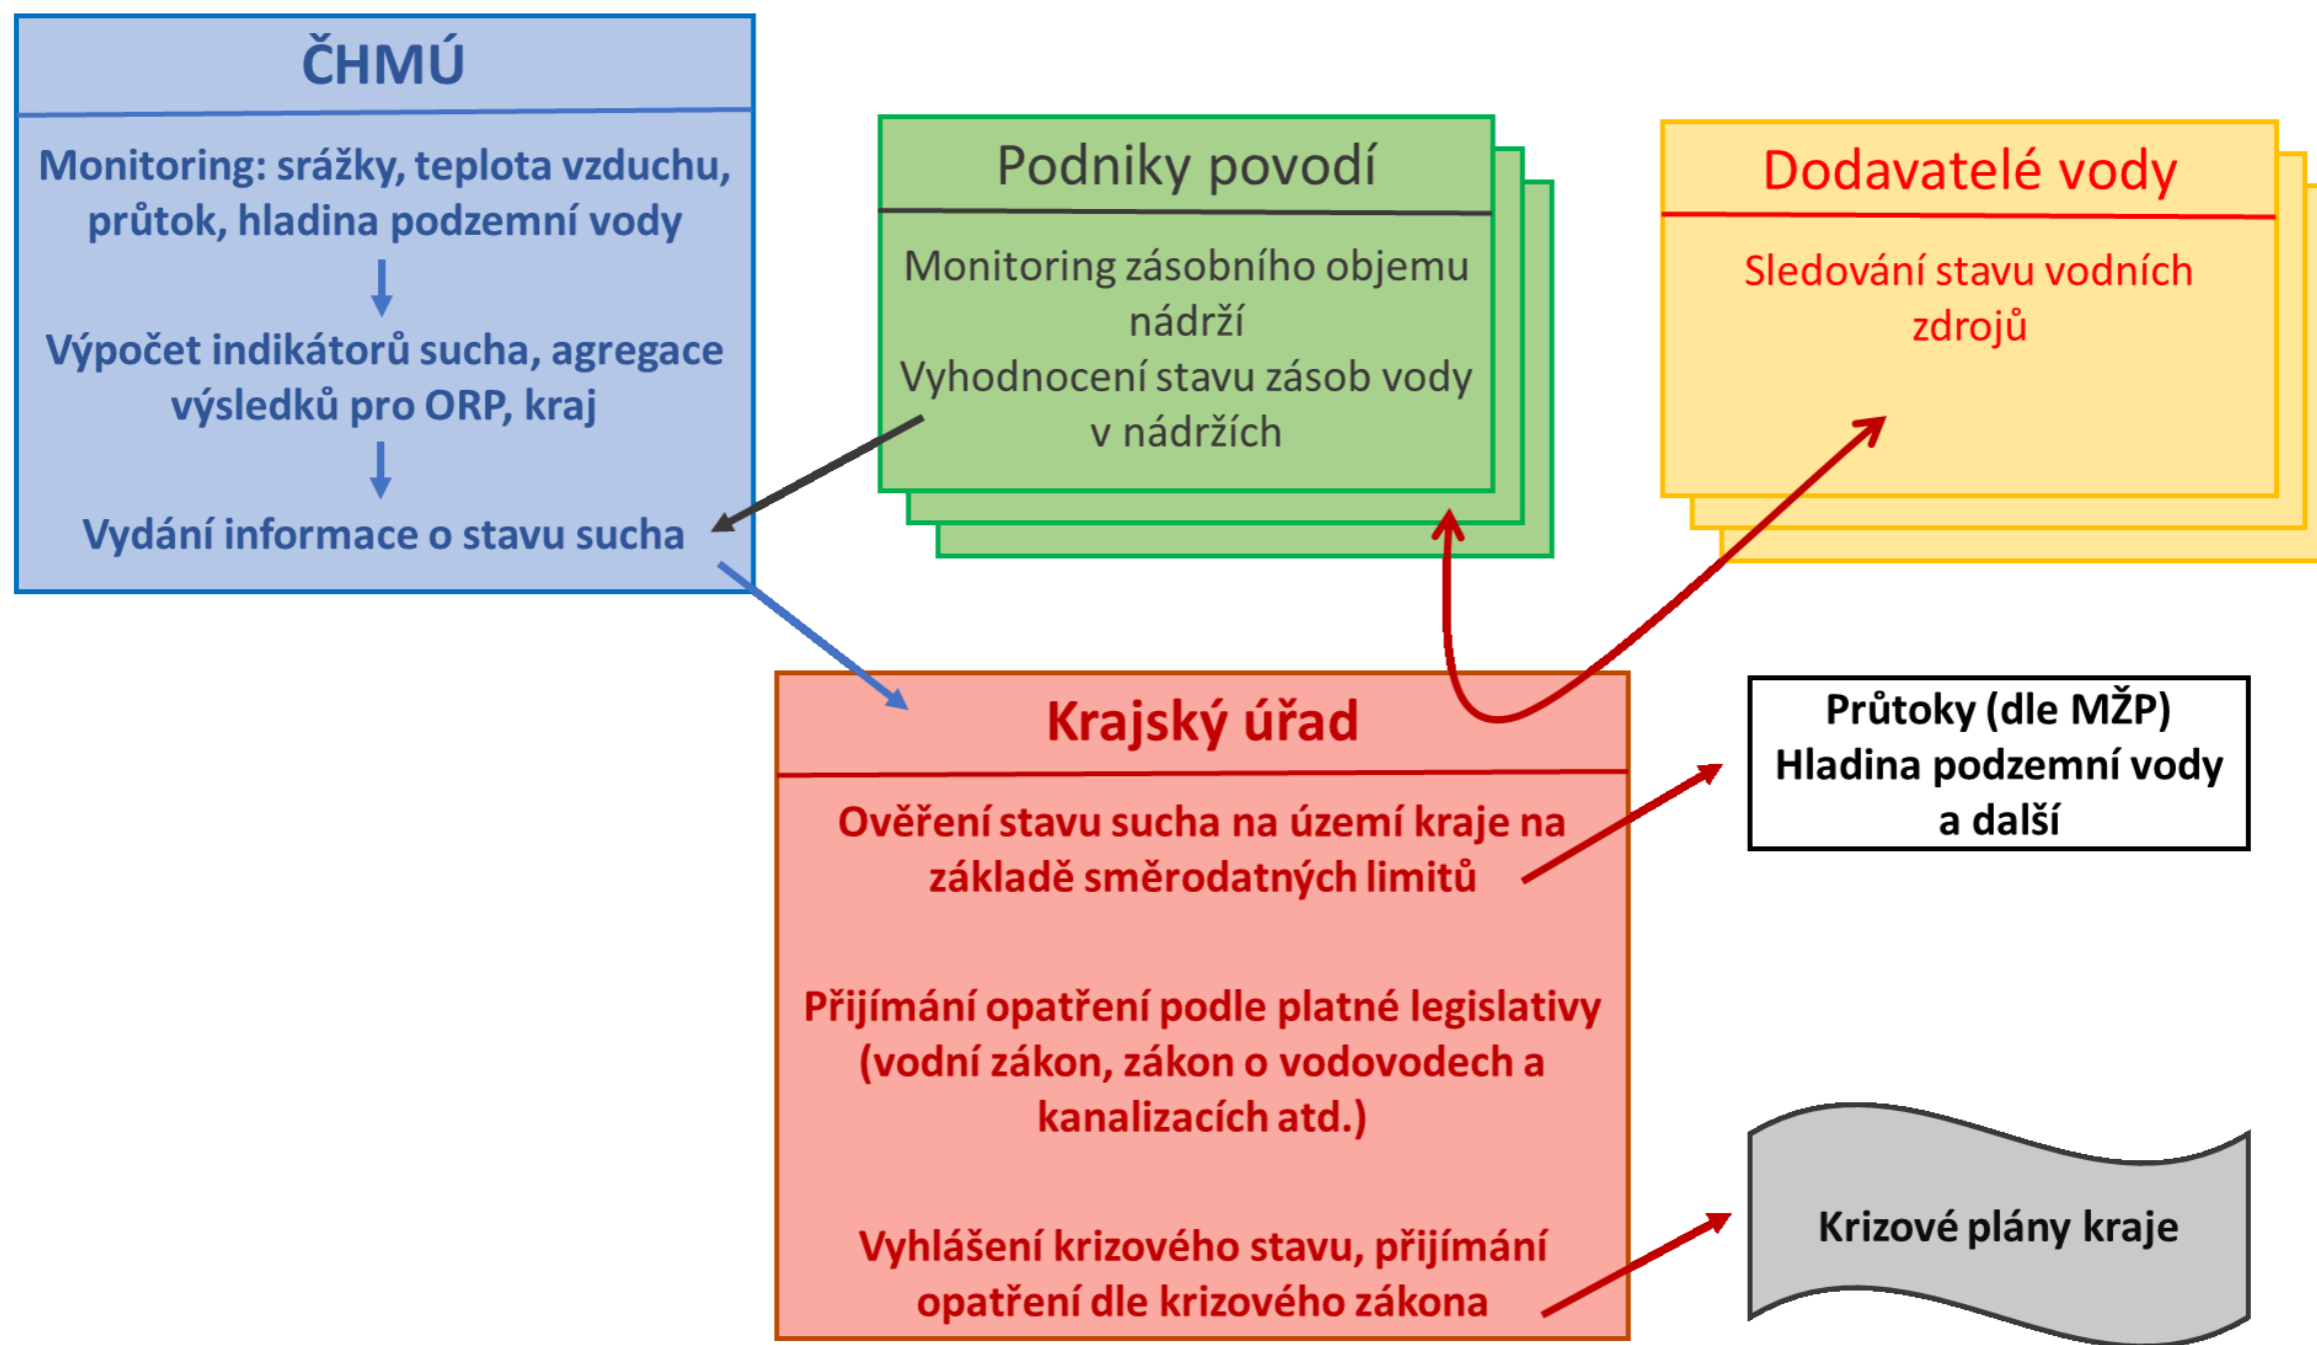 ČHMÚ
Monitoring: srážky, teplota vzduchu,
průtok, hladina podzemní vody
Výpočet indikátorů sucha, agregace
výsledků pro ORP, kraj
Vydání informace o stavu sucha
Podniky povodí
Monitoring zásobního objemu
nádrží
Vyhodnocení stavu zásob vody
v nádržích
Dodavatelé vody
Sledování stavu vodních
zdrojů
Krajský úřad
Ověření stavu sucha na území kraje na
základě směrodatných limitů
Přijímání opatření podle platné legislativy
(vodní zákon, zákon o vodovodech a
kanalizacích atd.)
Vyhlášení krizového stavu, přijímání
opatření dle krizového zákona
Průtoky (dle MŽP)
Hladina podzemní vody
a další
Krizové plány kraje